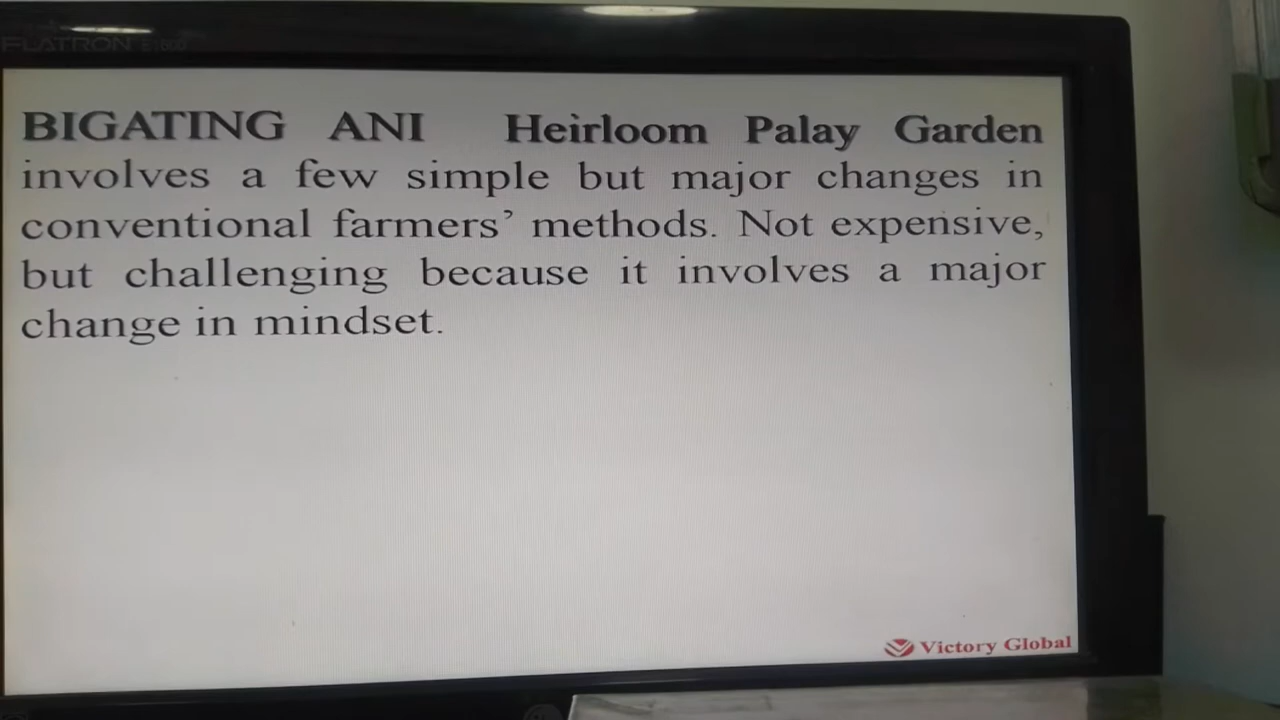 FLATRON
BIGATING ANI Heirloom Palay Garden
involves a few simple but major changes in
conventional farmers’ methods. Not expensive,
but challenging because it involves a major
change in mindset.
Victory Global